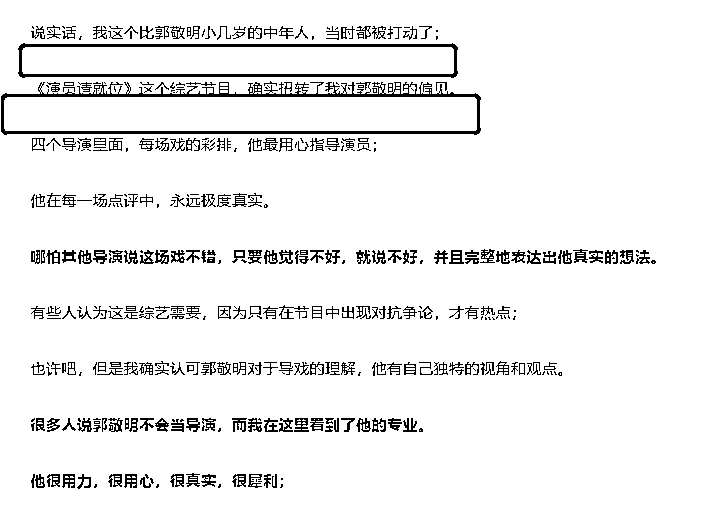 说实话，我这个比郭敬明小几岁的中年人，当时都被打动了；
《演员请就位》这个综艺节目，确实扭转了我对郭敬明的偏见。
四个导演里面，每场戏的彩排，他最用心指导演员；
他在每一场点评中，永远极度真实。
哪怕其他导演说这场戏不错，只要他觉得不好，就说不好，并且完整地表达出他真实的想法。
有些人认为这是综艺需要，因为只有在节目中出现对抗争论，才有热点；
也许吧，但是我确实认可郭敬明对于导戏的理解，他有自己独特的视角和观点。
很多人说郭敬明不会当导演，而我在这里看到了他的专业。
他很用力，很用心，很真实，很犀利；